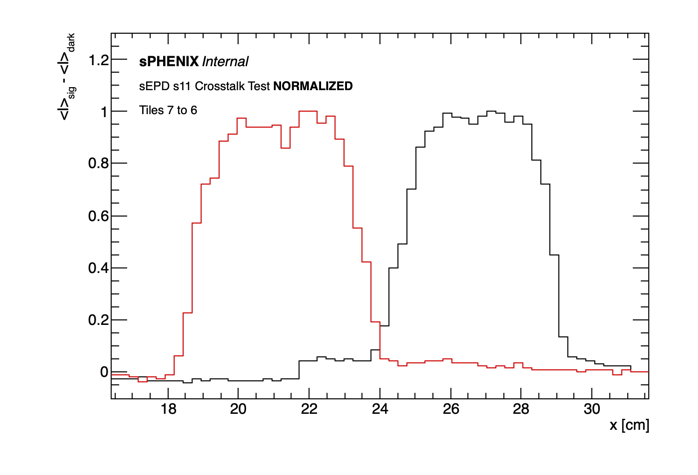 <I>sig - <I>dark
sPHENIX Internal
sEPD s11 Crosstalk Test NORMALIZED
Tiles 7 to 6
1.2
1
0.8
0.6
0.4
0.2
0
18 20 22 24 26 28 30
x [cm]